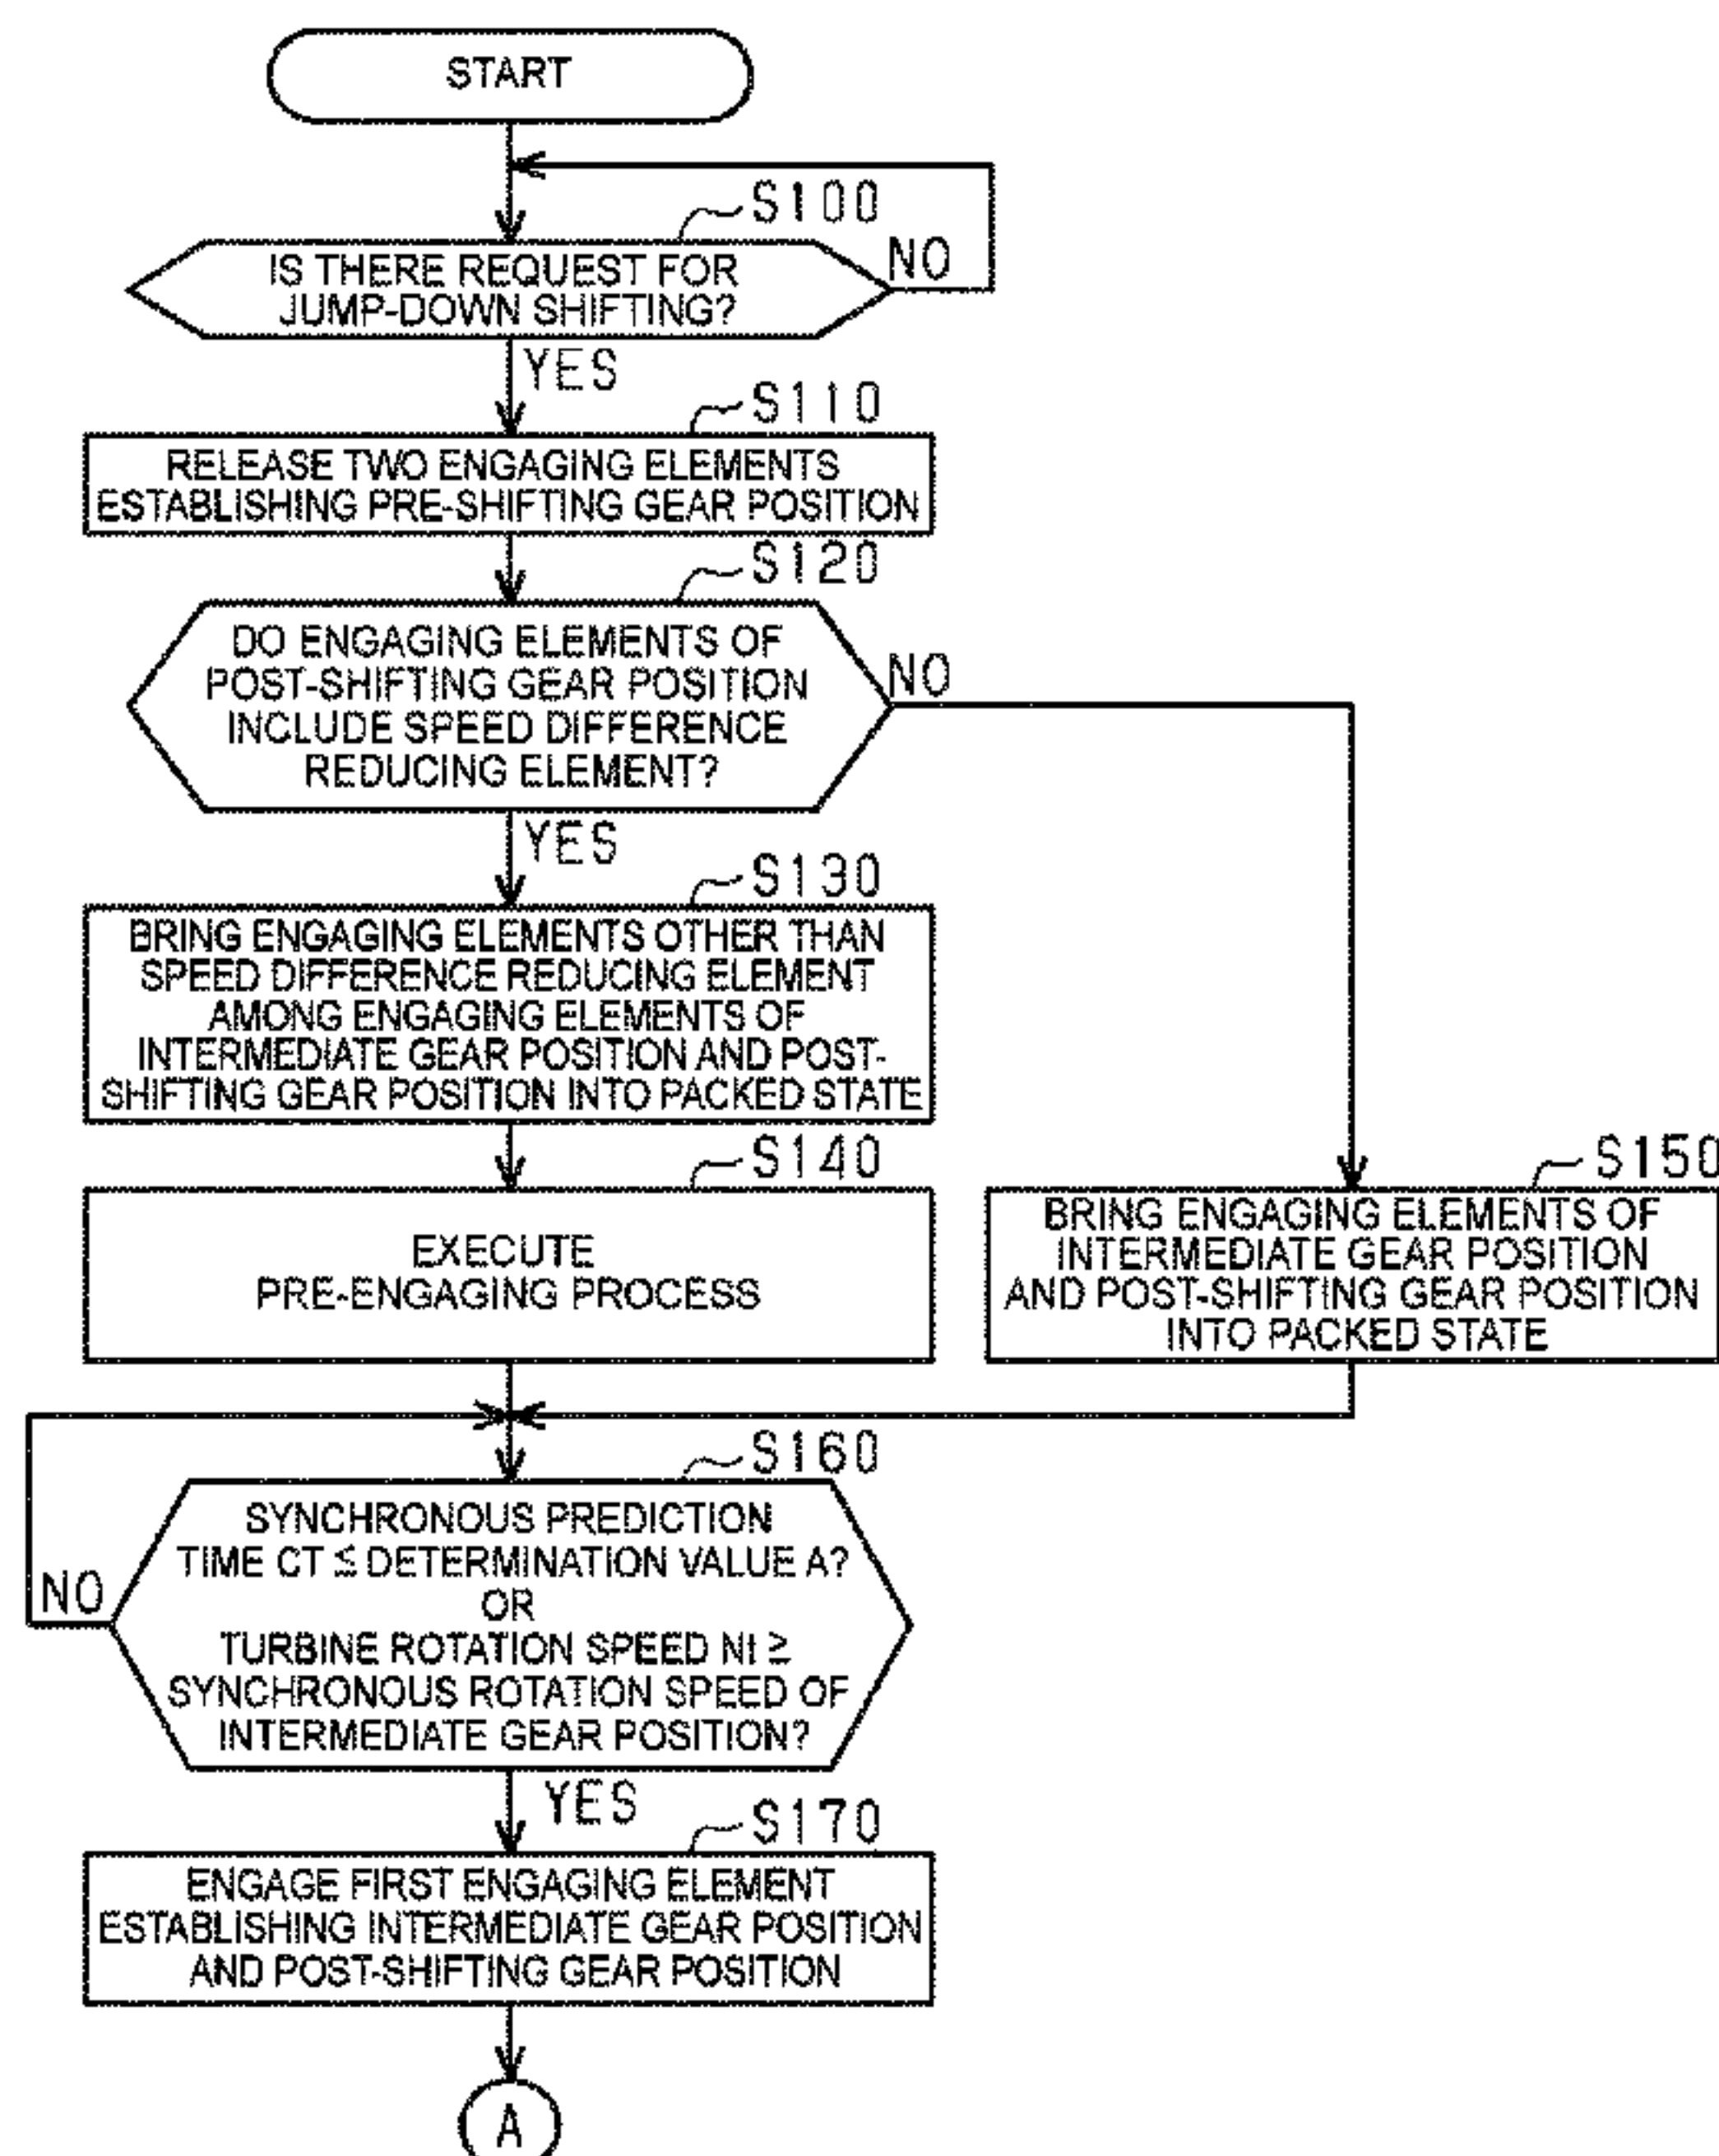 START
S100
IS THERE REQUEST FOR
JUMP-DOWN SHIFTING?
NO
YES
S110
RELEASE TWO ENGAGING ELEMENTS
ESTABLISHING PRE-SHIFTING GEAR POSITION
S120
DO ENGAGING ELEMENTS OF
POST-SHIFTING GEAR POSITION
INCLUDE SPEED DIFFERENCE
REDUCING ELEMENT?
NO
YES
S130
BRING ENGAGING ELEMENTS OTHER THAN
SPEED DIFFERENCE REDUCING ELEMENT
AMONG ENGAGING ELEMENTS OF
INTERMEDIATE GEAR POSITION AND POST-
SHIFTING GEAR POSITION INTO PACKED STATE
S140
EXECUTE
PRE-ENGAGING PROCESS
S150
BRING ENGAGING ELEMENTS OF
INTERMEDIATE GEAR POSITION
AND POST-SHIFTING GEAR POSITION
INTO PACKED STATE
S160
SYNCHRONOUS PREDICTION
TIME CT ≦ DETERMINATION VALUE A?
OR
TURBINE ROTATION SPEED Nt ≧
SYNCHRONOUS ROTATION SPEED OF
INTERMEDIATE GEAR POSITION?
NO
YES
S170
ENGAGE FIRST ENGAGING ELEMENT
ESTABLISHING INTERMEDIATE GEAR POSITION
AND POST-SHIFTING GEAR POSITION
A